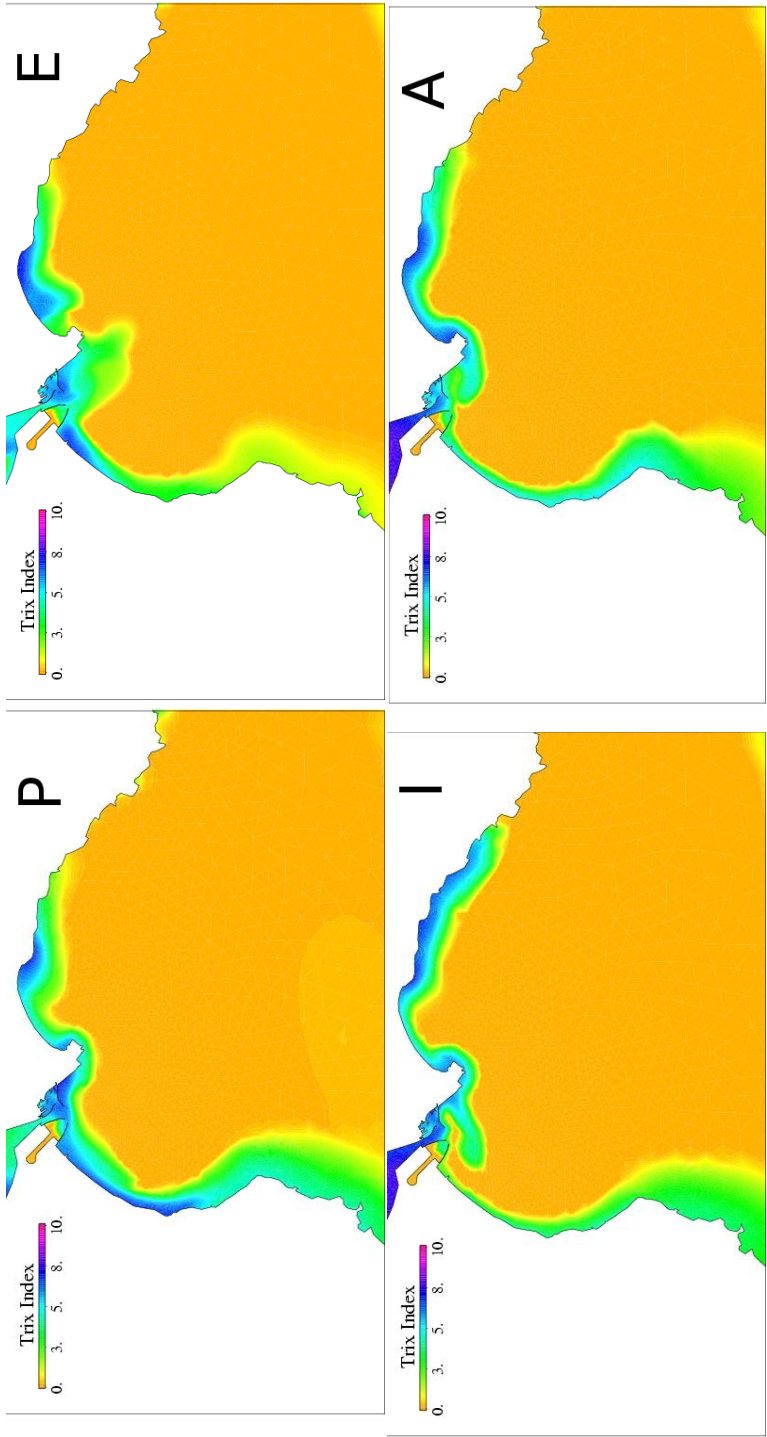 P
Trix Index
0. 3. 5. 8. 10.
E
Trix Index
0. 3. 5. 8. 10.
I
Trix Index
0. 3. 5. 8. 10.
A
Trix Index
0. 3. 5. 8. 10.